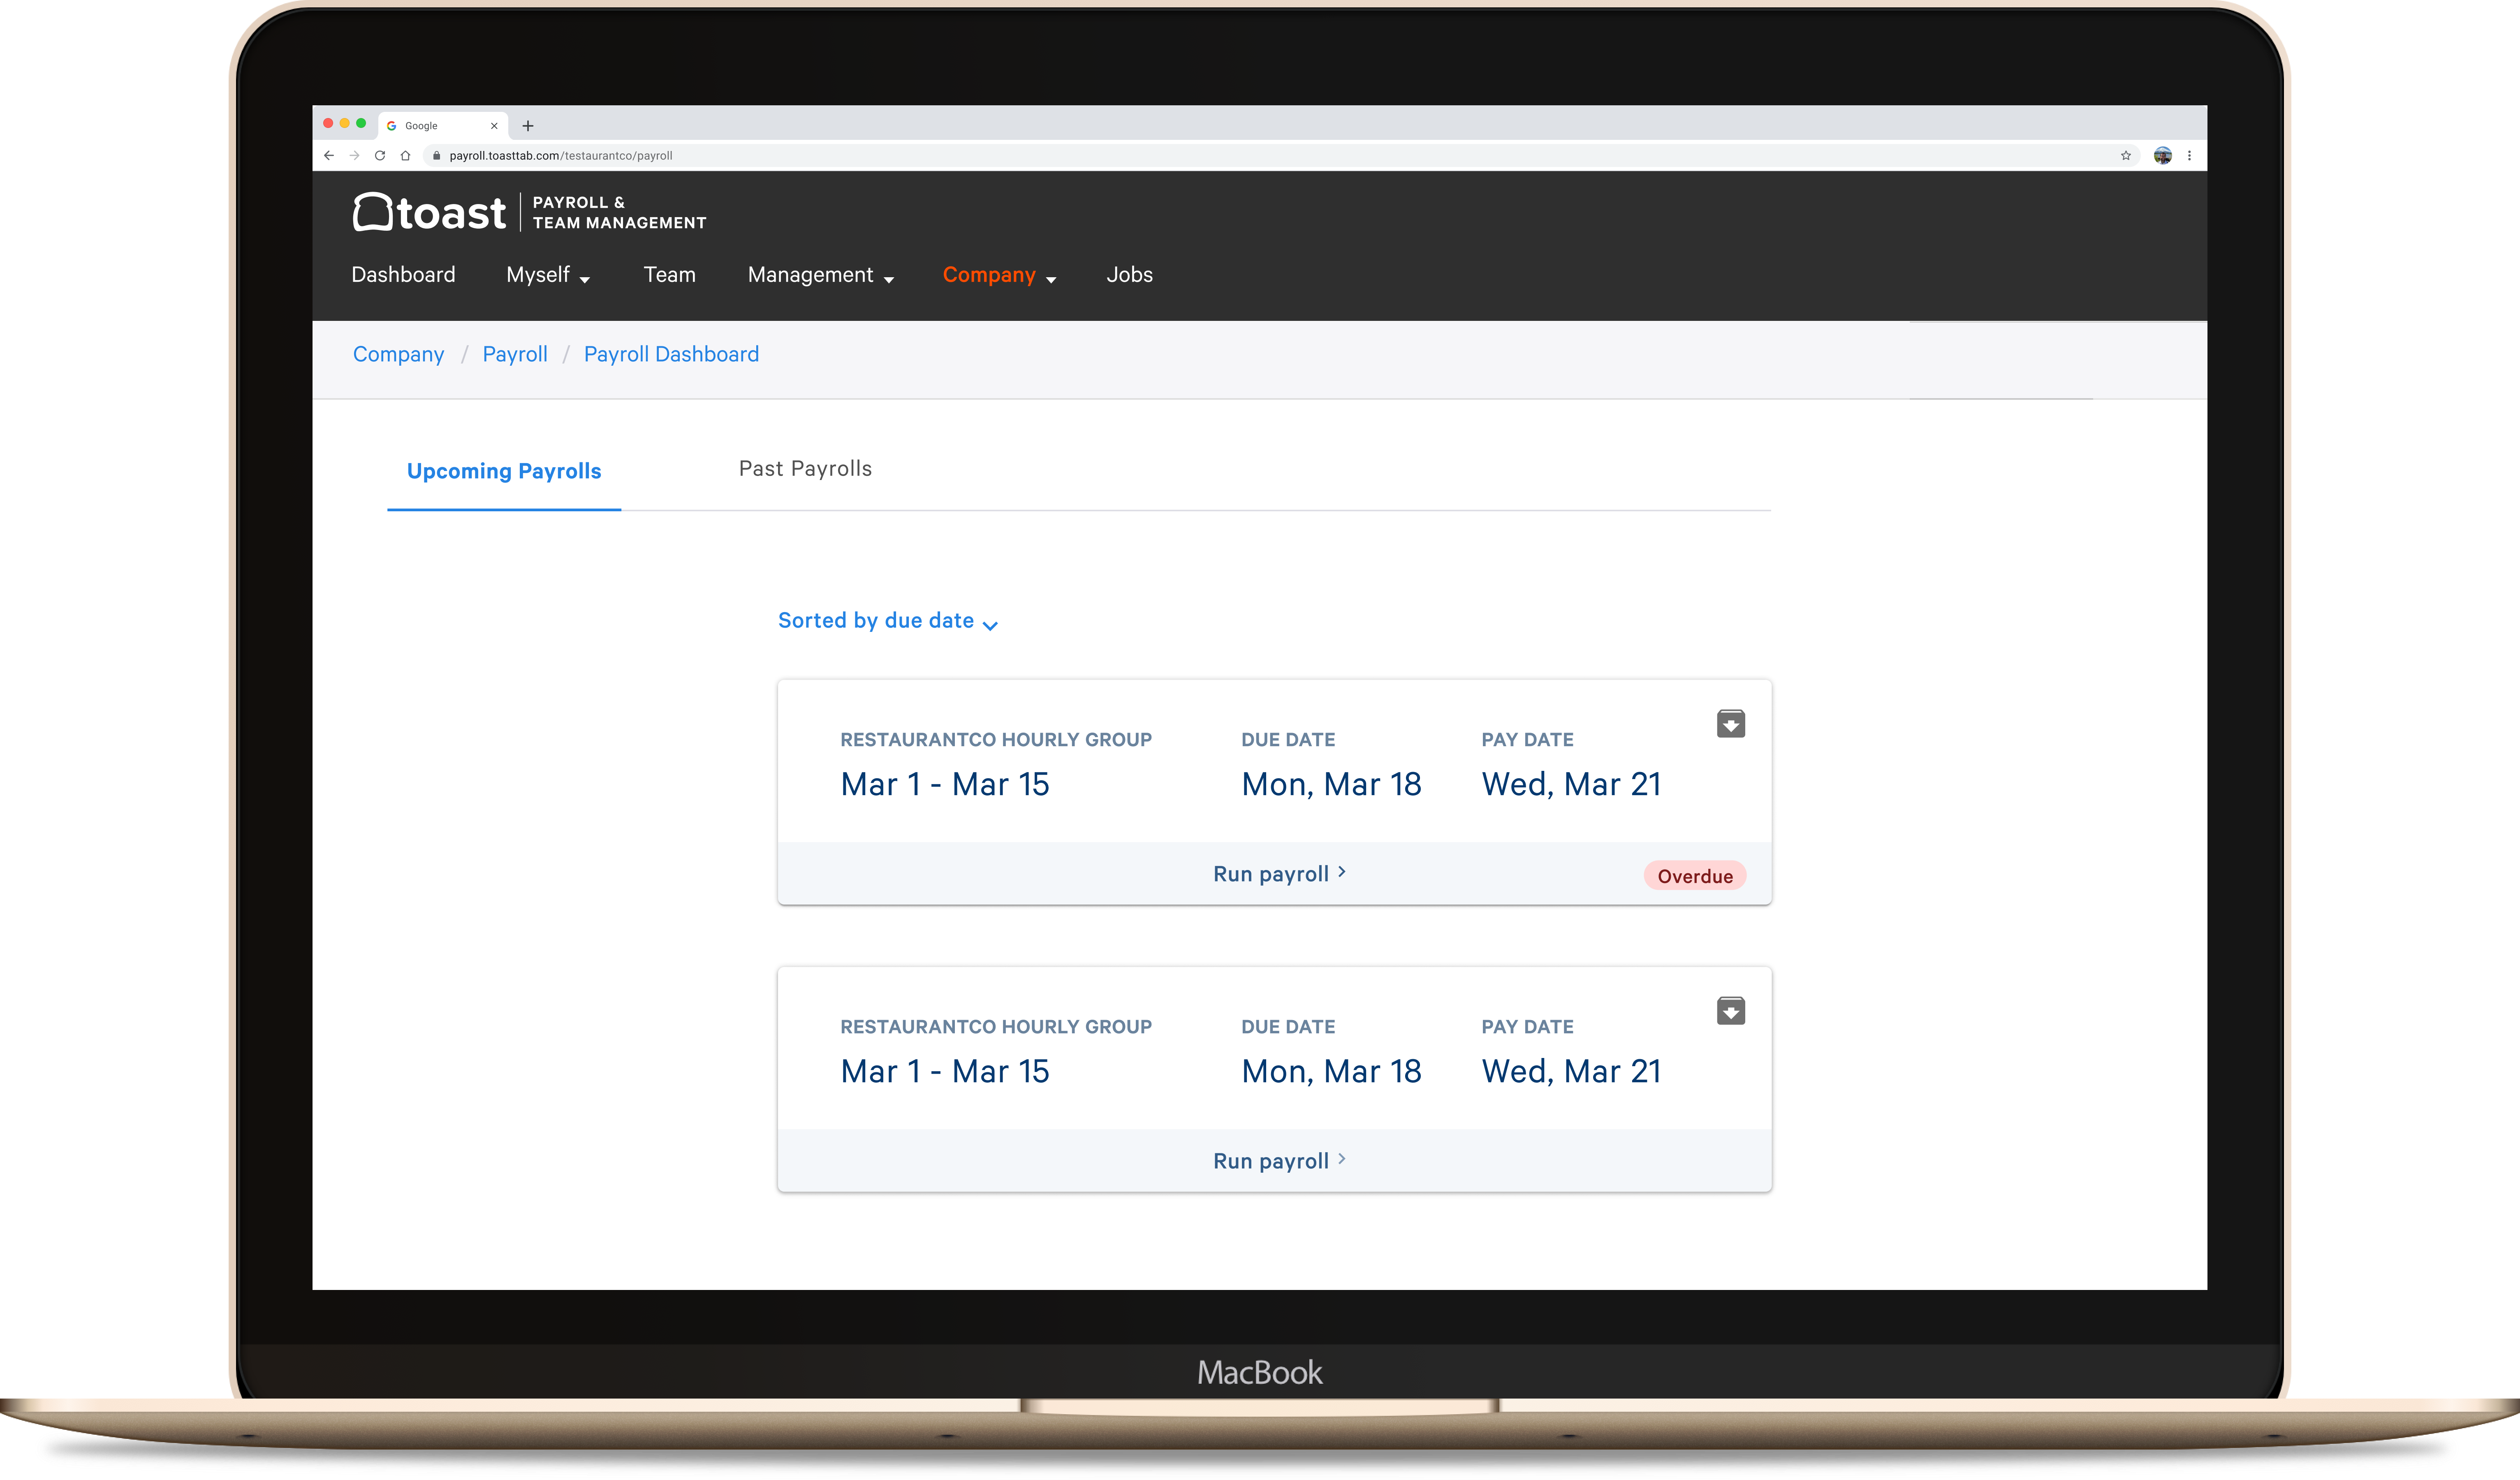 Google
payroll.toasttab.com/testaurantco/payroll
toast
PAYROLL &
TEAM MANAGEMENT
Dashboard Myself Team Management Company Jobs
Company / Payroll / Payroll Dashboard
Upcoming Payrolls Past Payrolls
Sorted by due date
RESTAURANTCO HOURLY GROUP DUE DATE PAY DATE
Mar 1 - Mar 15 Mon, Mar 18 Wed, Mar 21
Run payroll > Overdue
RESTAURANTCO HOURLY GROUP DUE DATE PAY DATE
Mar 1 - Mar 15 Mon, Mar 18 Wed, Mar 21
Run payroll >
MacBook